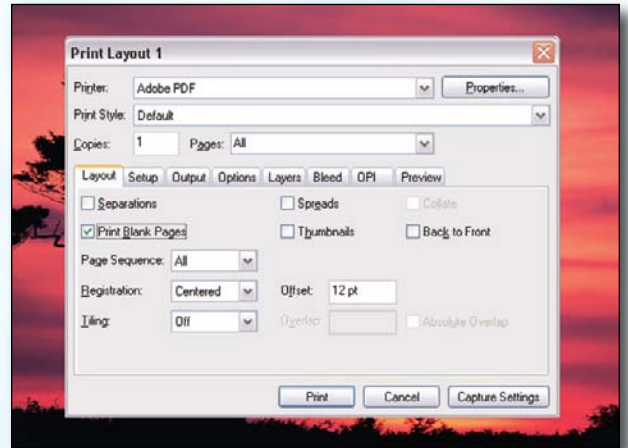 Print Layout 1
Printer: Adobe PDF Properties...
Print Style: Default
Copies: 1 Pages: All
Layout Setup Output Options Layers Bleed OPI Preview
Separations Spreads Collate
Print Blank Pages Thumbnails Back to Front
Page Sequence: All
Registration: Centered Offset: 12 pt
Tiling: Off Overlap: Absolute Overlap
Print Cancel Capture Settings